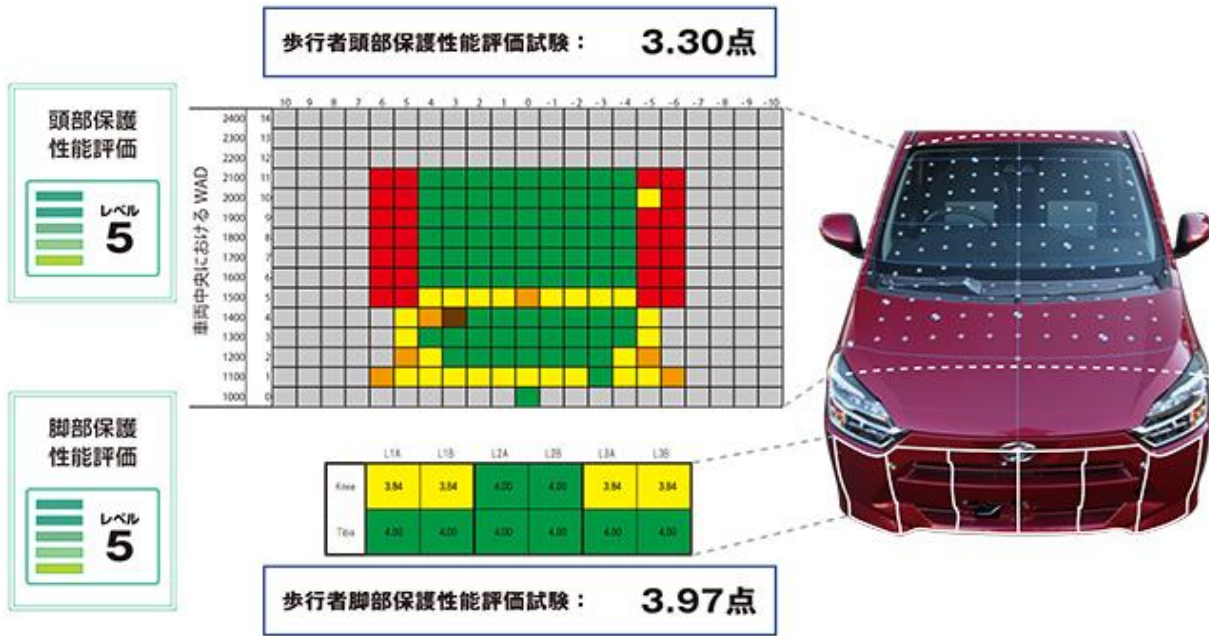 歩行者頭部保護性能評価試験： 3.30点
頭部保護
性能評価
レベル
5
車両中央における WAD
10 9 8 7 6 5 4 3 2 1 0 -1 -2 -3 -4 -5 -6 -7 -8 -9 -10
2400 14
2300 13
2200 12
2100 11
2000 10
1900 9
1800 8
1700 7
1600 6
1500 5
1400 4
1300 3
1200 2
1100 1
1000 0
脚部保護
性能評価
レベル
5
L1A L1B L2A L2B L3A L3B
Knee 3.84 3.84 4.00 4.00 3.84 3.84
Tibia 4.00 4.00 4.00 4.00 4.00 4.00
歩行者脚部保護性能評価試験： 3.97点